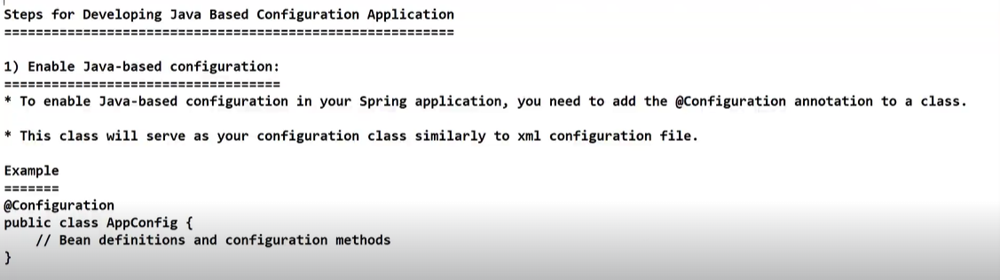 Steps for Developing Java Based Configuration Application
=========================================================
1) Enable Java-based configuration:
===================================
* To enable Java-based configuration in your Spring application, you need to add the @Configuration annotation to a class.
* This class will serve as your configuration class similarly to xml configuration file.
Example
=======
@Configuration
public class AppConfig {
    // Bean definitions and configuration methods
}